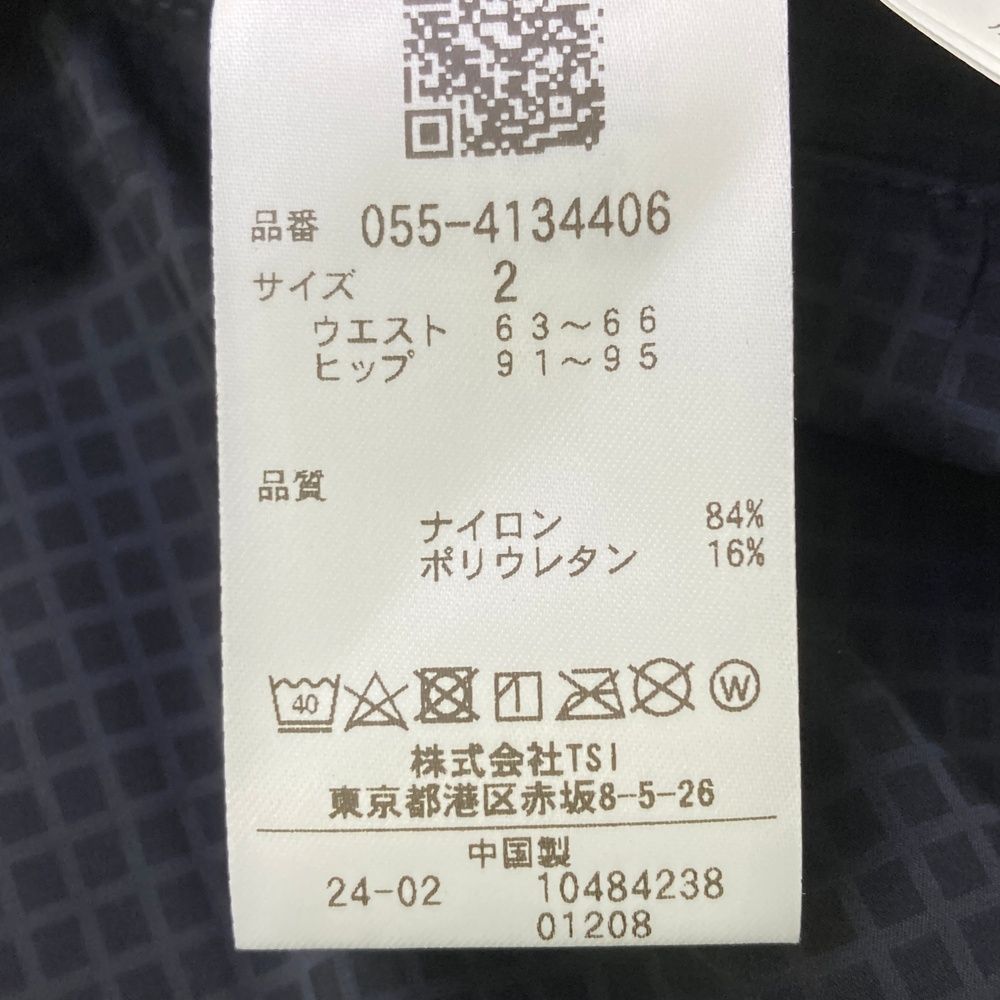 品番 055-4134406
サイズ 2
ウエスト 63～66
ヒップ 91～95
品質
ナイロン 84%
ポリウレタン 16%
40 W
株式会社TSI
東京都港区赤坂8-5-26
中国製
24-02 10484238
01208